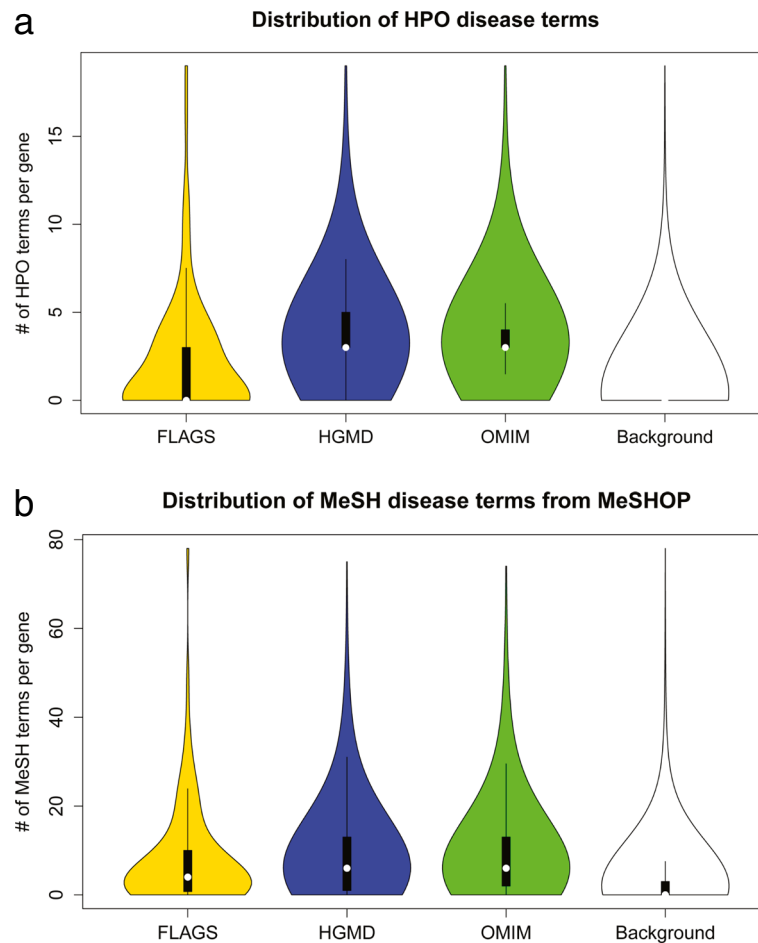 a
Distribution of HPO disease terms
# of HPO terms per gene
15
10
5
0
FLAGS HGMD OMIM Background
b
Distribution of MeSH disease terms from MeSHOP
# of MeSH terms per gene
80
60
40
20
0
FLAGS HGMD OMIM Background